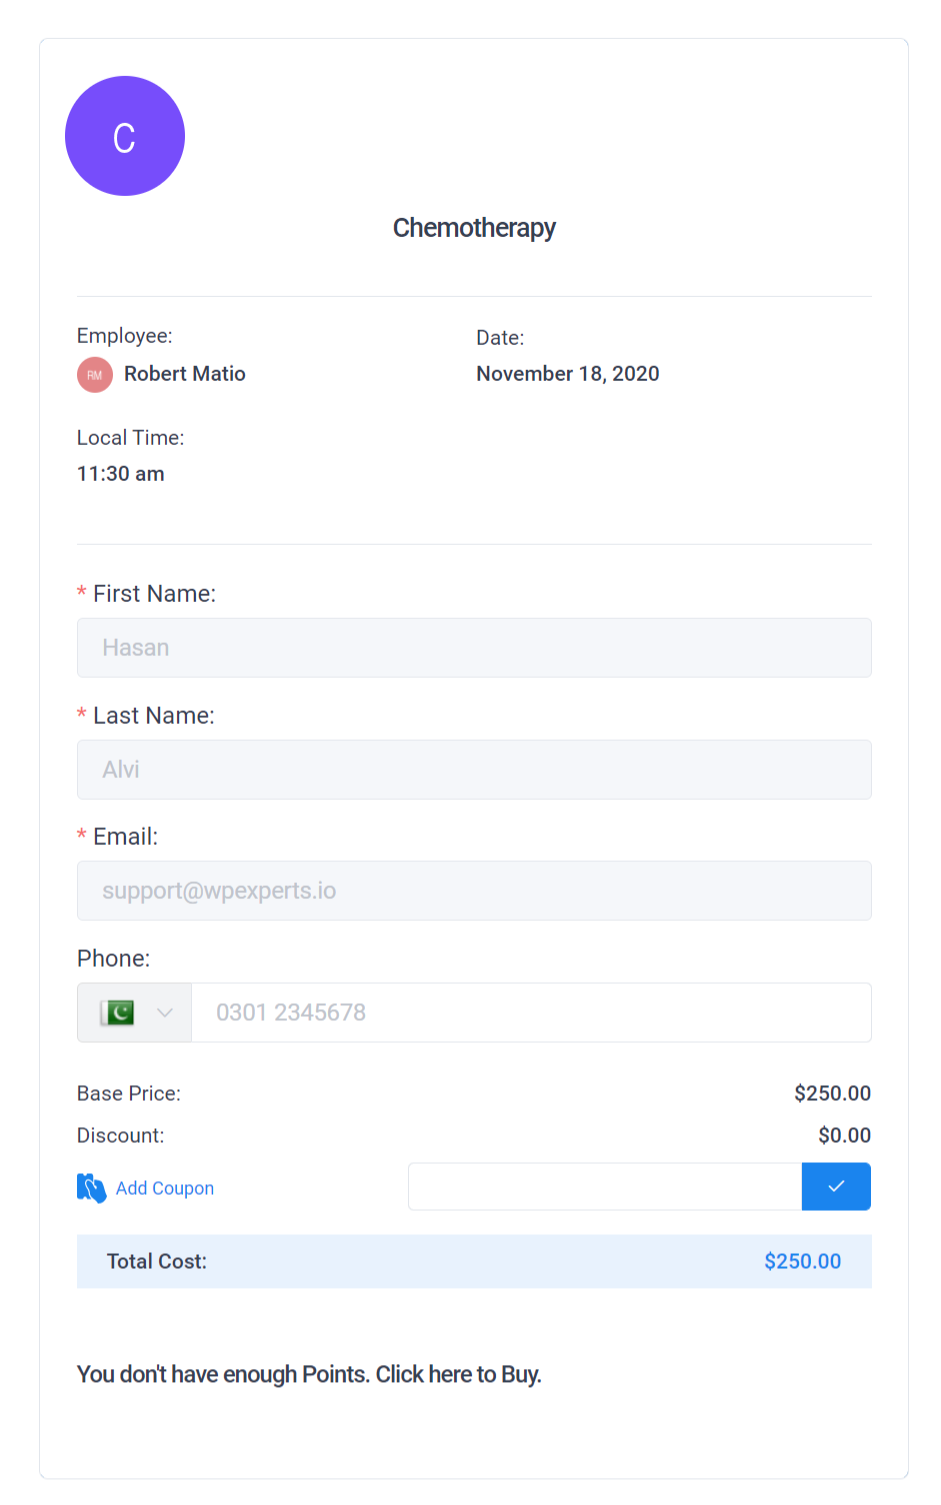 C
Chemotherapy
Employee:
RM Robert Matio
Date:
November 18, 2020
Local Time:
11:30 am
* First Name:
Hasan
* Last Name:
Alvi
* Email:
support@wpexperts.io
Phone:
0301 2345678
Base Price: $250.00
Discount: $0.00
Add Coupon
Total Cost: $250.00
You don't have enough Points. Click here to Buy.